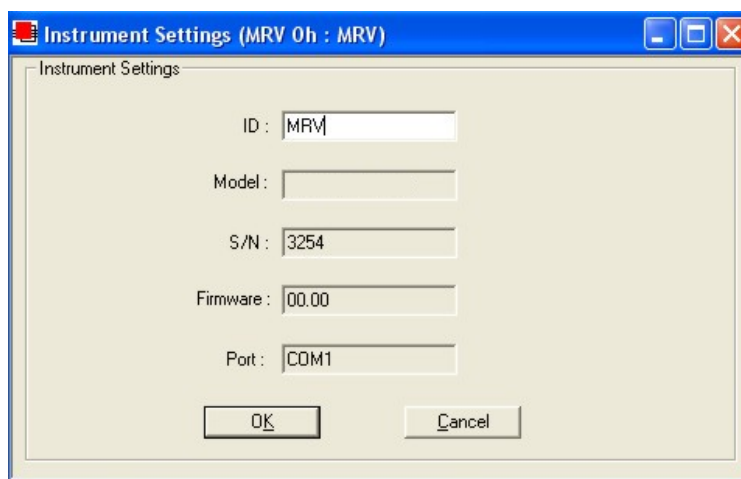 Instrument Settings (MRV 0h : MRV)
Instrument Settings
ID : MRV
Model :
S/N : 3254
Firmware : 00.00
Port : COM1
OK Cancel